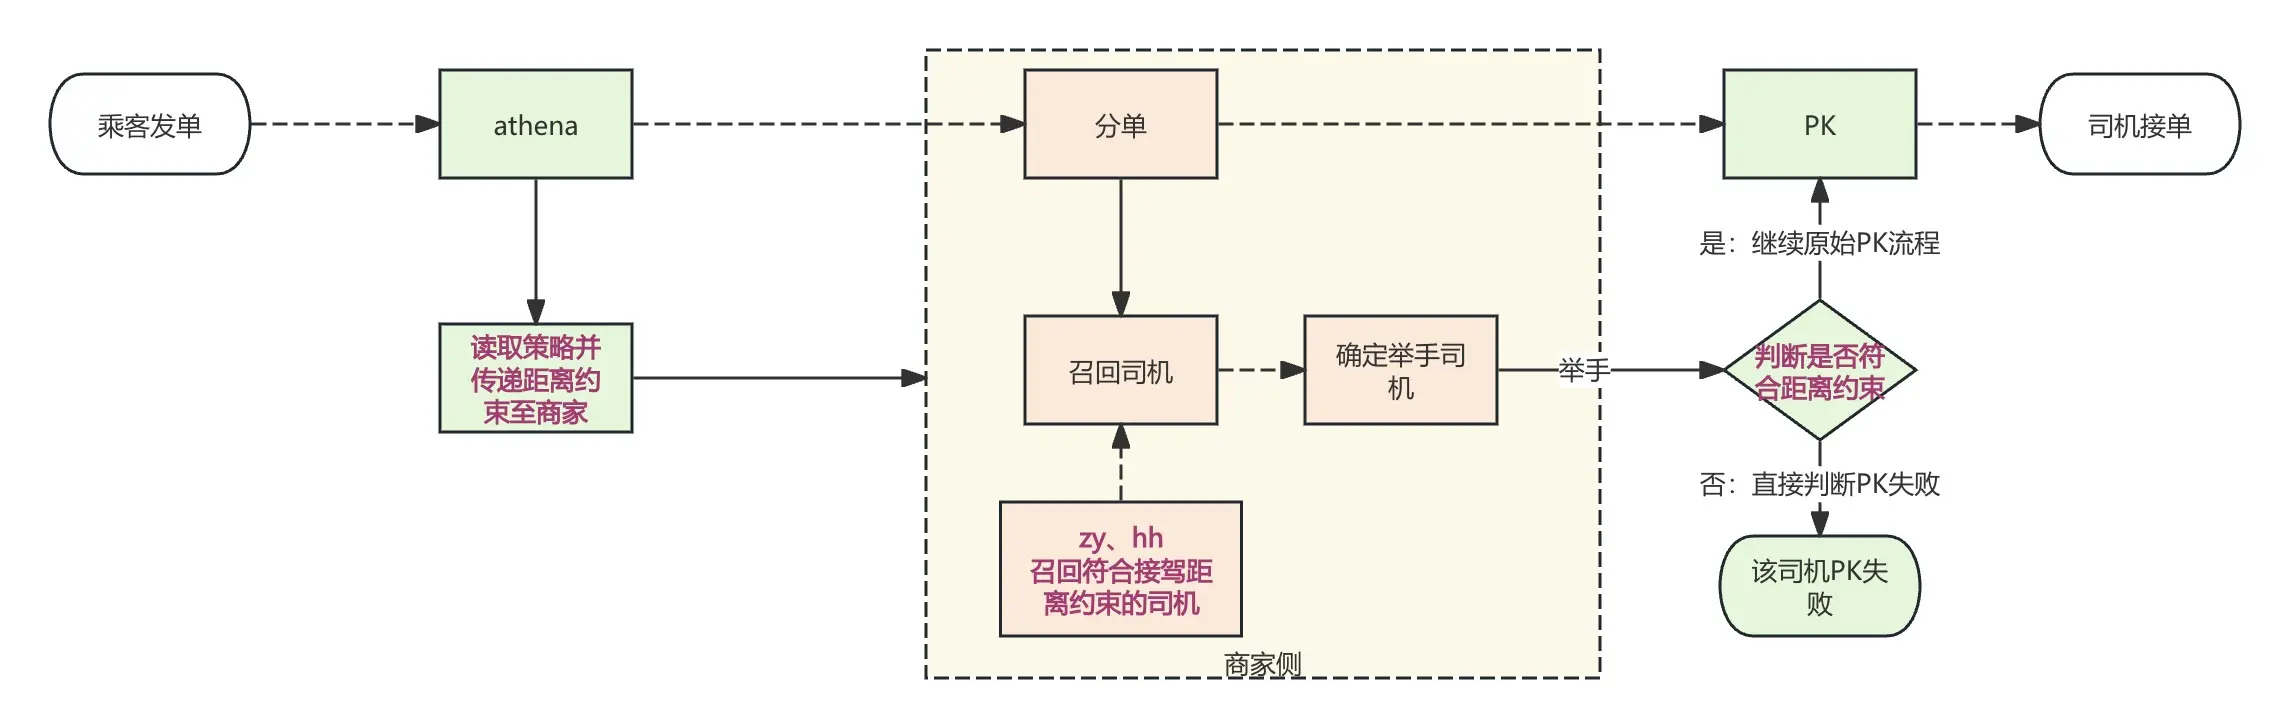 乘客发单
athena
分单
PK
司机接单
是：继续原始PK流程
读取策略并
传递距离约
束至商家
召回司机
确定举手司
机
举手
判断是否符
合距离约束
否：直接判断PK失败
zy、hh
召回符合接驾距
离约束的司机
该司机PK失
败
商家侧